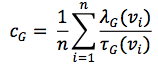 c_G = \frac{1}{n} \sum_{i=1}^{n} \frac{\lambda_G(v_i)}{\tau_G(v_i)}